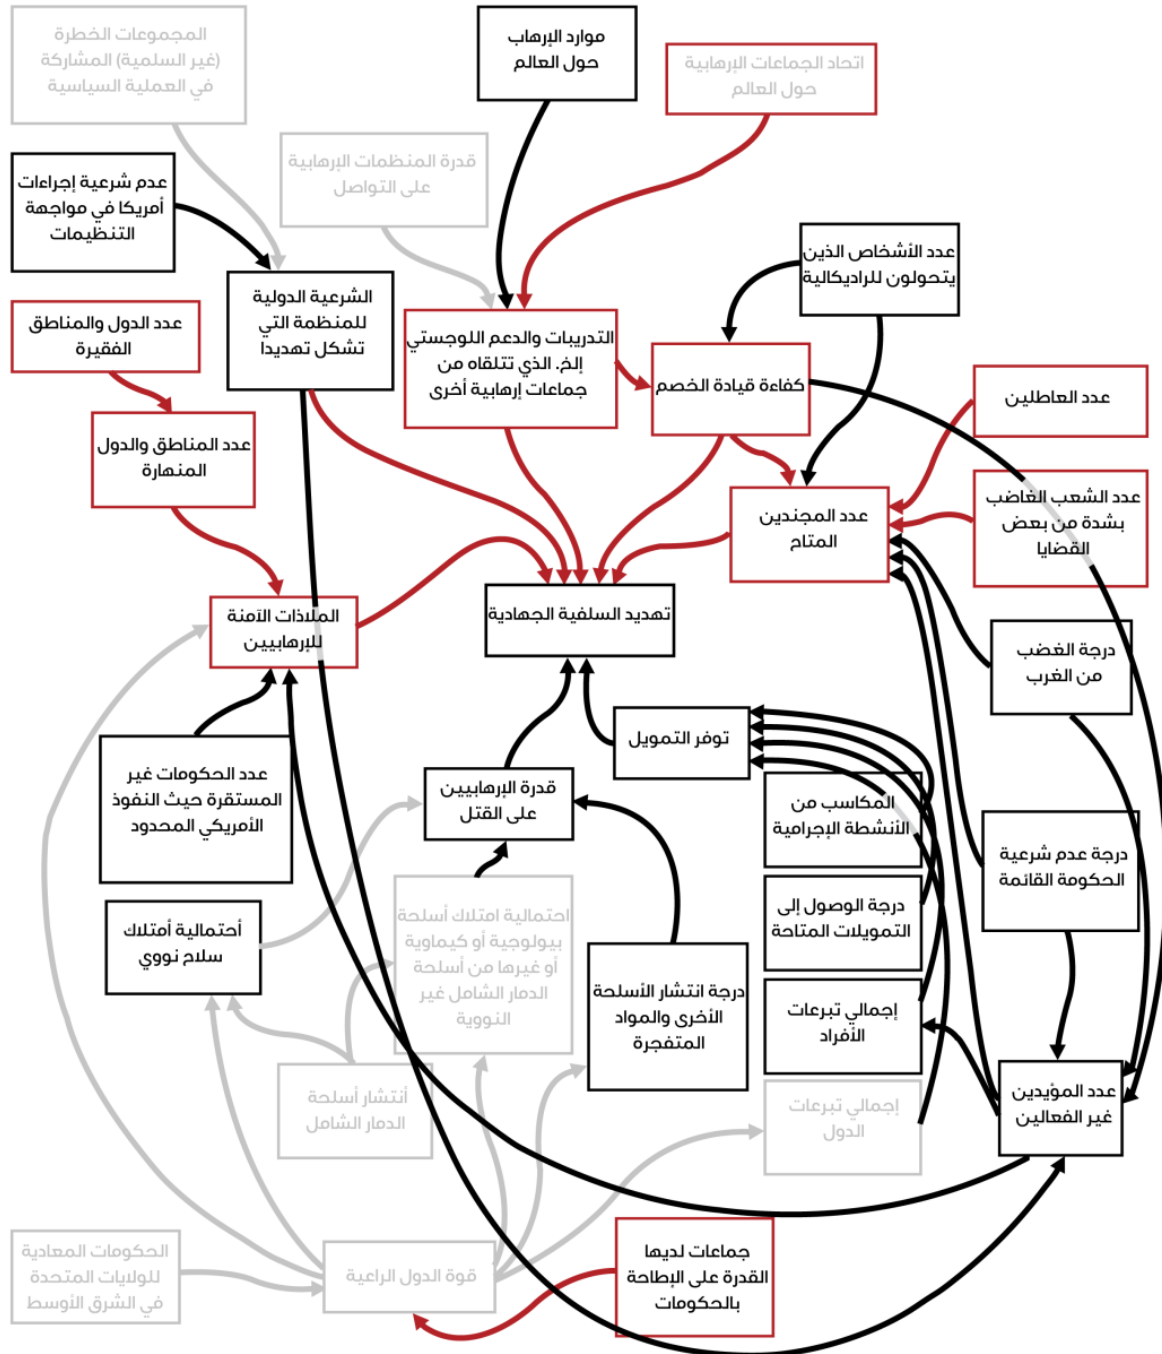 المجموعات الخطرة
(غير السلمية) المشاركة
في العملية السياسية
موارد الإرهاب
حول العالم
اتحاد الجماعات الإرهابية
حول العالم
قدرة المنظمات الإرهابية
على التواصل
عدم شرعية إجراءات
أمريكا في مواجهة
التنظيمات
عدد الأشخاص الذين
يتحولون للراديكالية
الشرعية الدولية
للمنظمة التي
تشكل تهديدا
عدد الدول والمناطق
الفقيرة
التدريبات والدعم اللوجستي
إلخ. الذي تتلقاه من
جماعات إرهابية أخرى
كفاءة قيادة الخصم
عدد العاطلين
عدد المناطق والدول
المنهارة
عدد المجندين
المتاح
عدد الشعب الغاضب
بشدة من بعض
القضايا
الملاذات الآمنة
للإرهابيين
تهديد السلفية الجهادية
درجة الغضب
من الغرب
توفر التمويل
عدد الحكومات غير
المستقرة حيث النفوذ
الأمريكي المحدود
قدرة الإرهابيين
على القتل
المكاسب من
الأنشطة الإجرامية
درجة عدم شرعية
الحكومة القائمة
أحتمالية أمتلاك
سلاح نووي
احتمالية امتلاك أسلحة
بيولوجية أو كيماوية
أو غيرها من أسلحة
الدمار الشامل غير
النووية
درجة الوصول إلى
التمويلات المتاحة
درجة انتشار الأسلحة
الأخرى والمواد
المتفجرة
إجمالي تبرعات
الأفراد
أنتشار أسلحة
الدمار الشامل
إجمالي تبرعات
الدول
عدد المؤيدين
غير الفعالين
الحكومات المعادية
للولايات المتحدة
في الشرق الأوسط
قوة الدول الراعية
جماعات لديها
القدرة على الإطاحة
بالحكومات